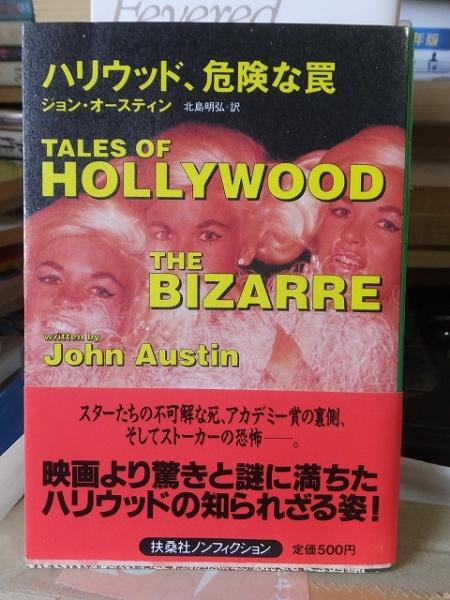 Fevered
年版
ハリウッド、危険な罠
ジョン・オースティン 北島明弘・訳
TALES OF
HOLLYWOOD
THE
BIZARRE
written by
John Austin
スターたちの不可解な死、アカデミー賞の裏側、
そしてストーカーの恐怖――。
映画より驚きと謎に満ちた
ハリウッドの知られざる姿!
扶桑社ノンフィクション 定価500円